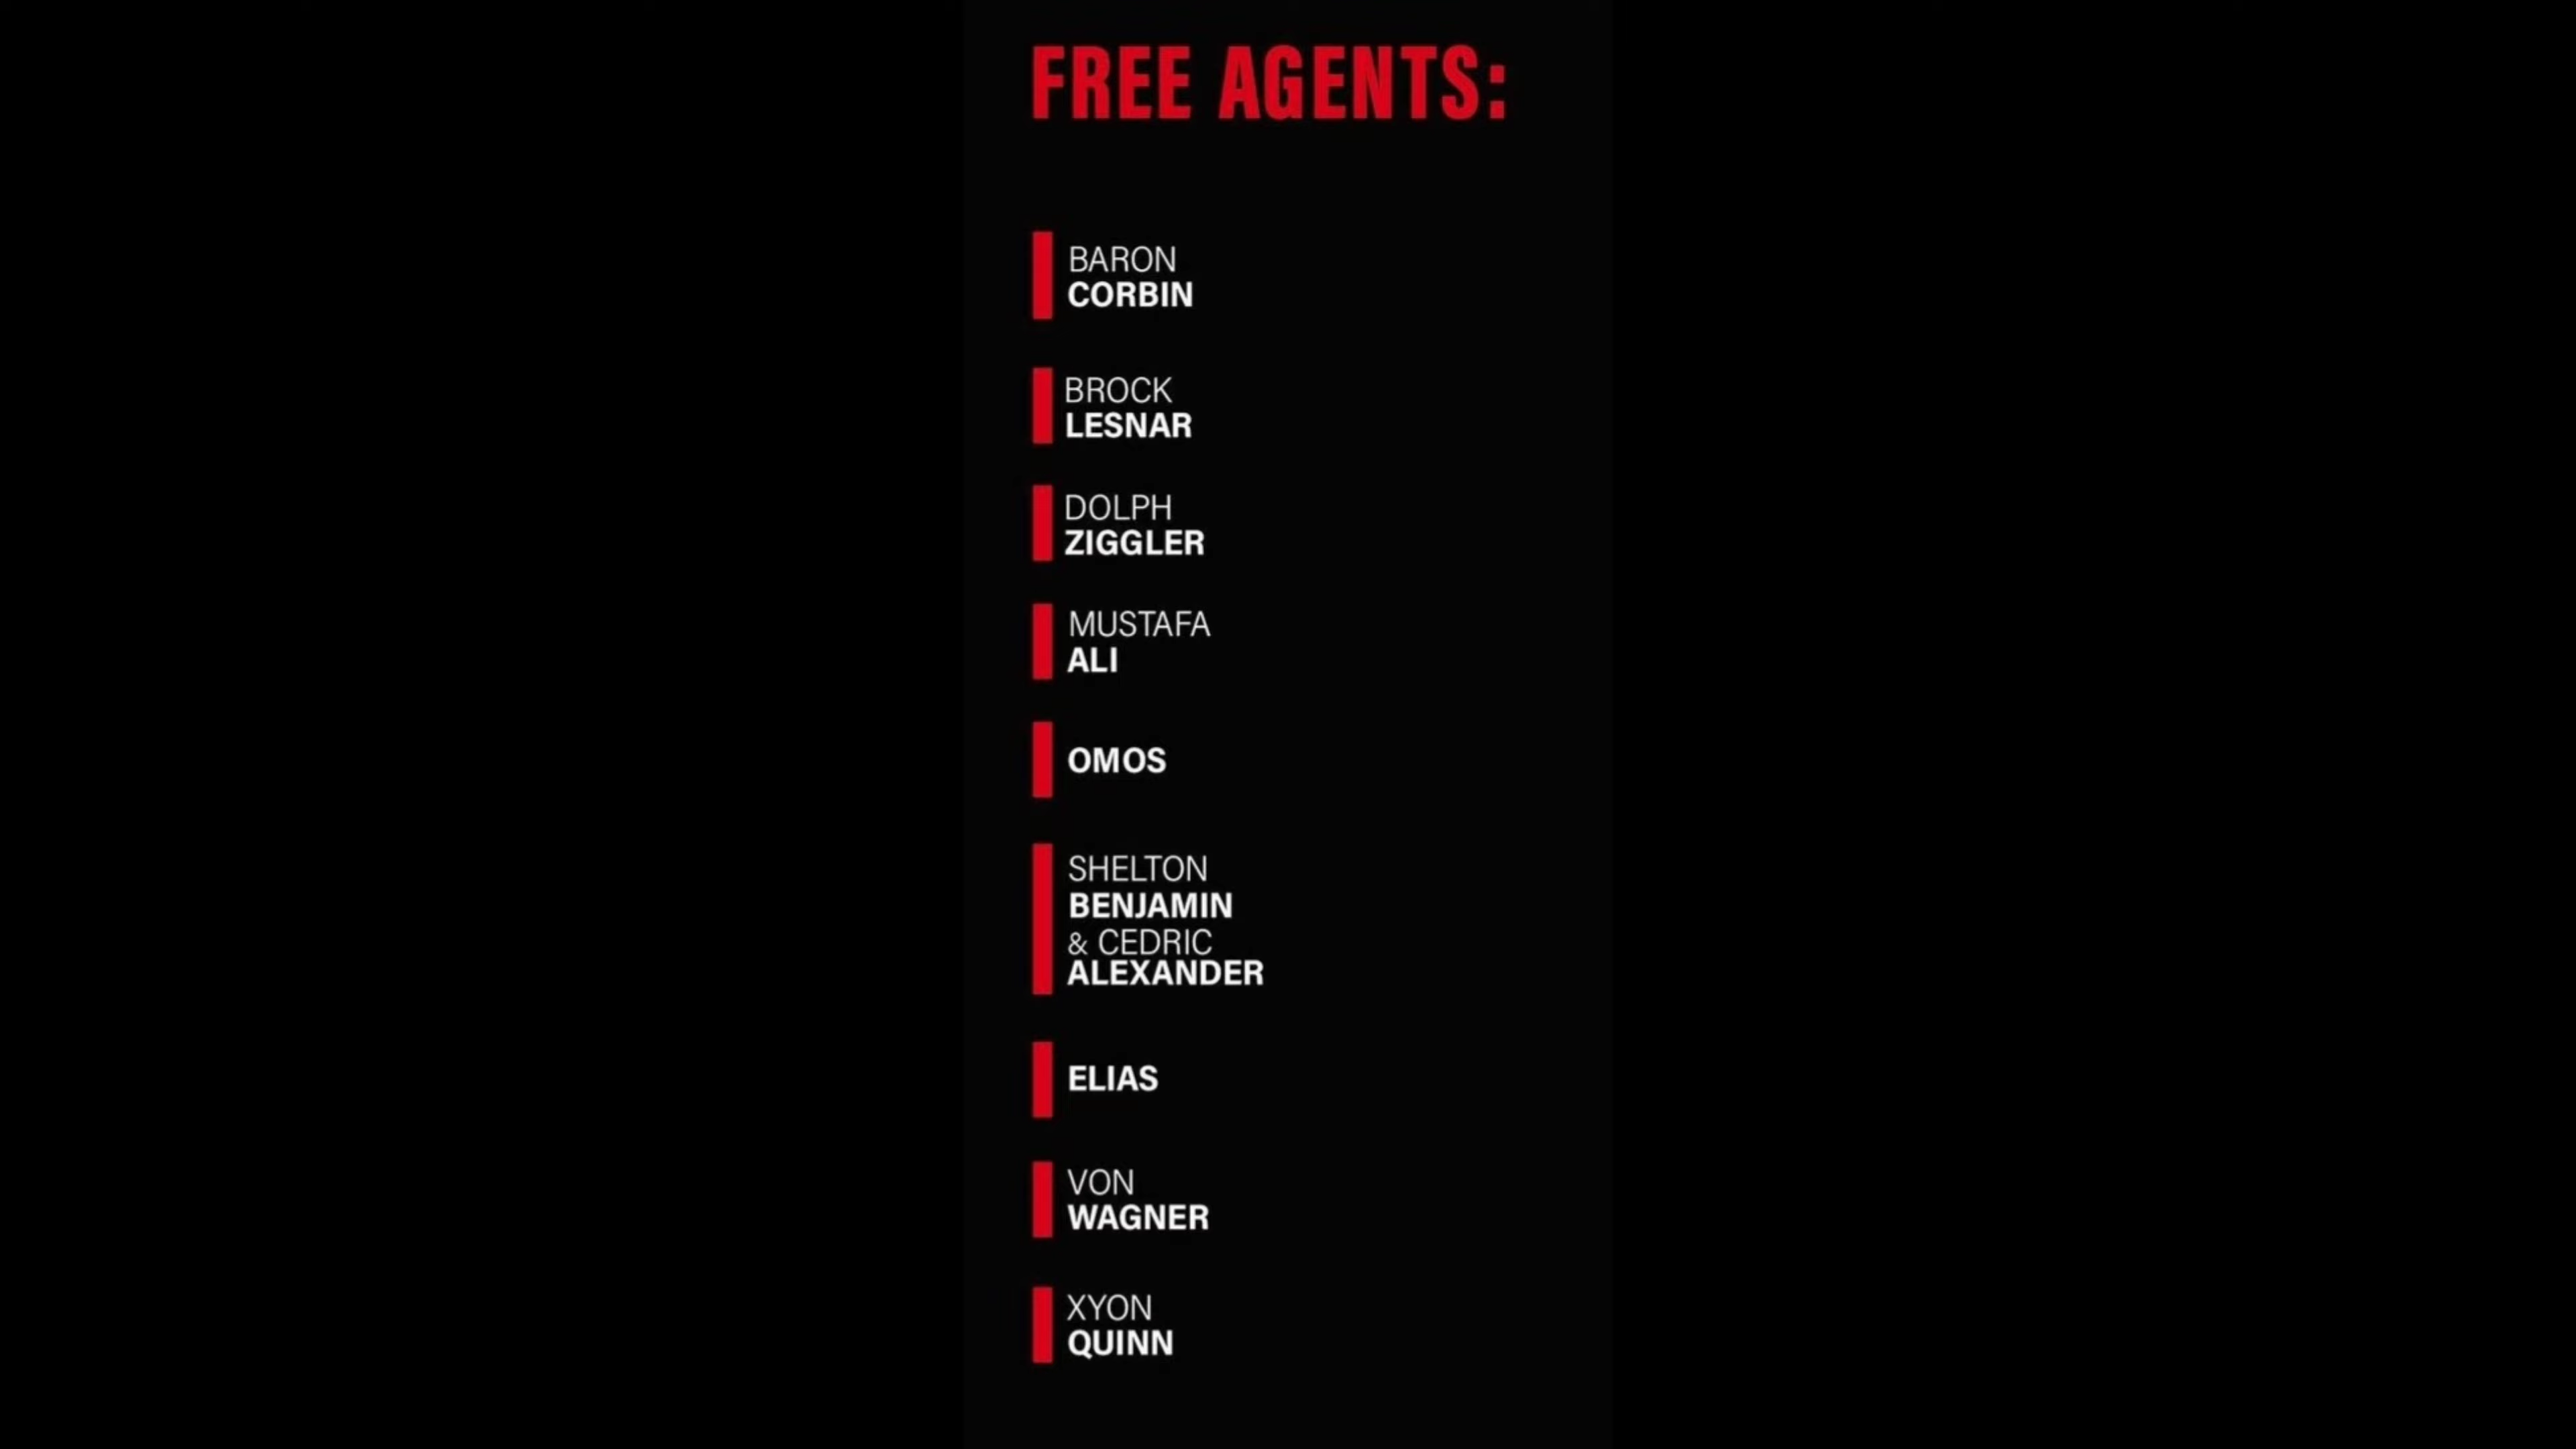 FREE AGENTS:
BARON
CORBIN
BROCK
LESNAR
DOLPH
ZIGGLER
MUSTAFA
ALI
OMOS
SHELTON
BENJAMIN
& CEDRIC
ALEXANDER
ELIAS
VON
WAGNER
XYON
QUINN